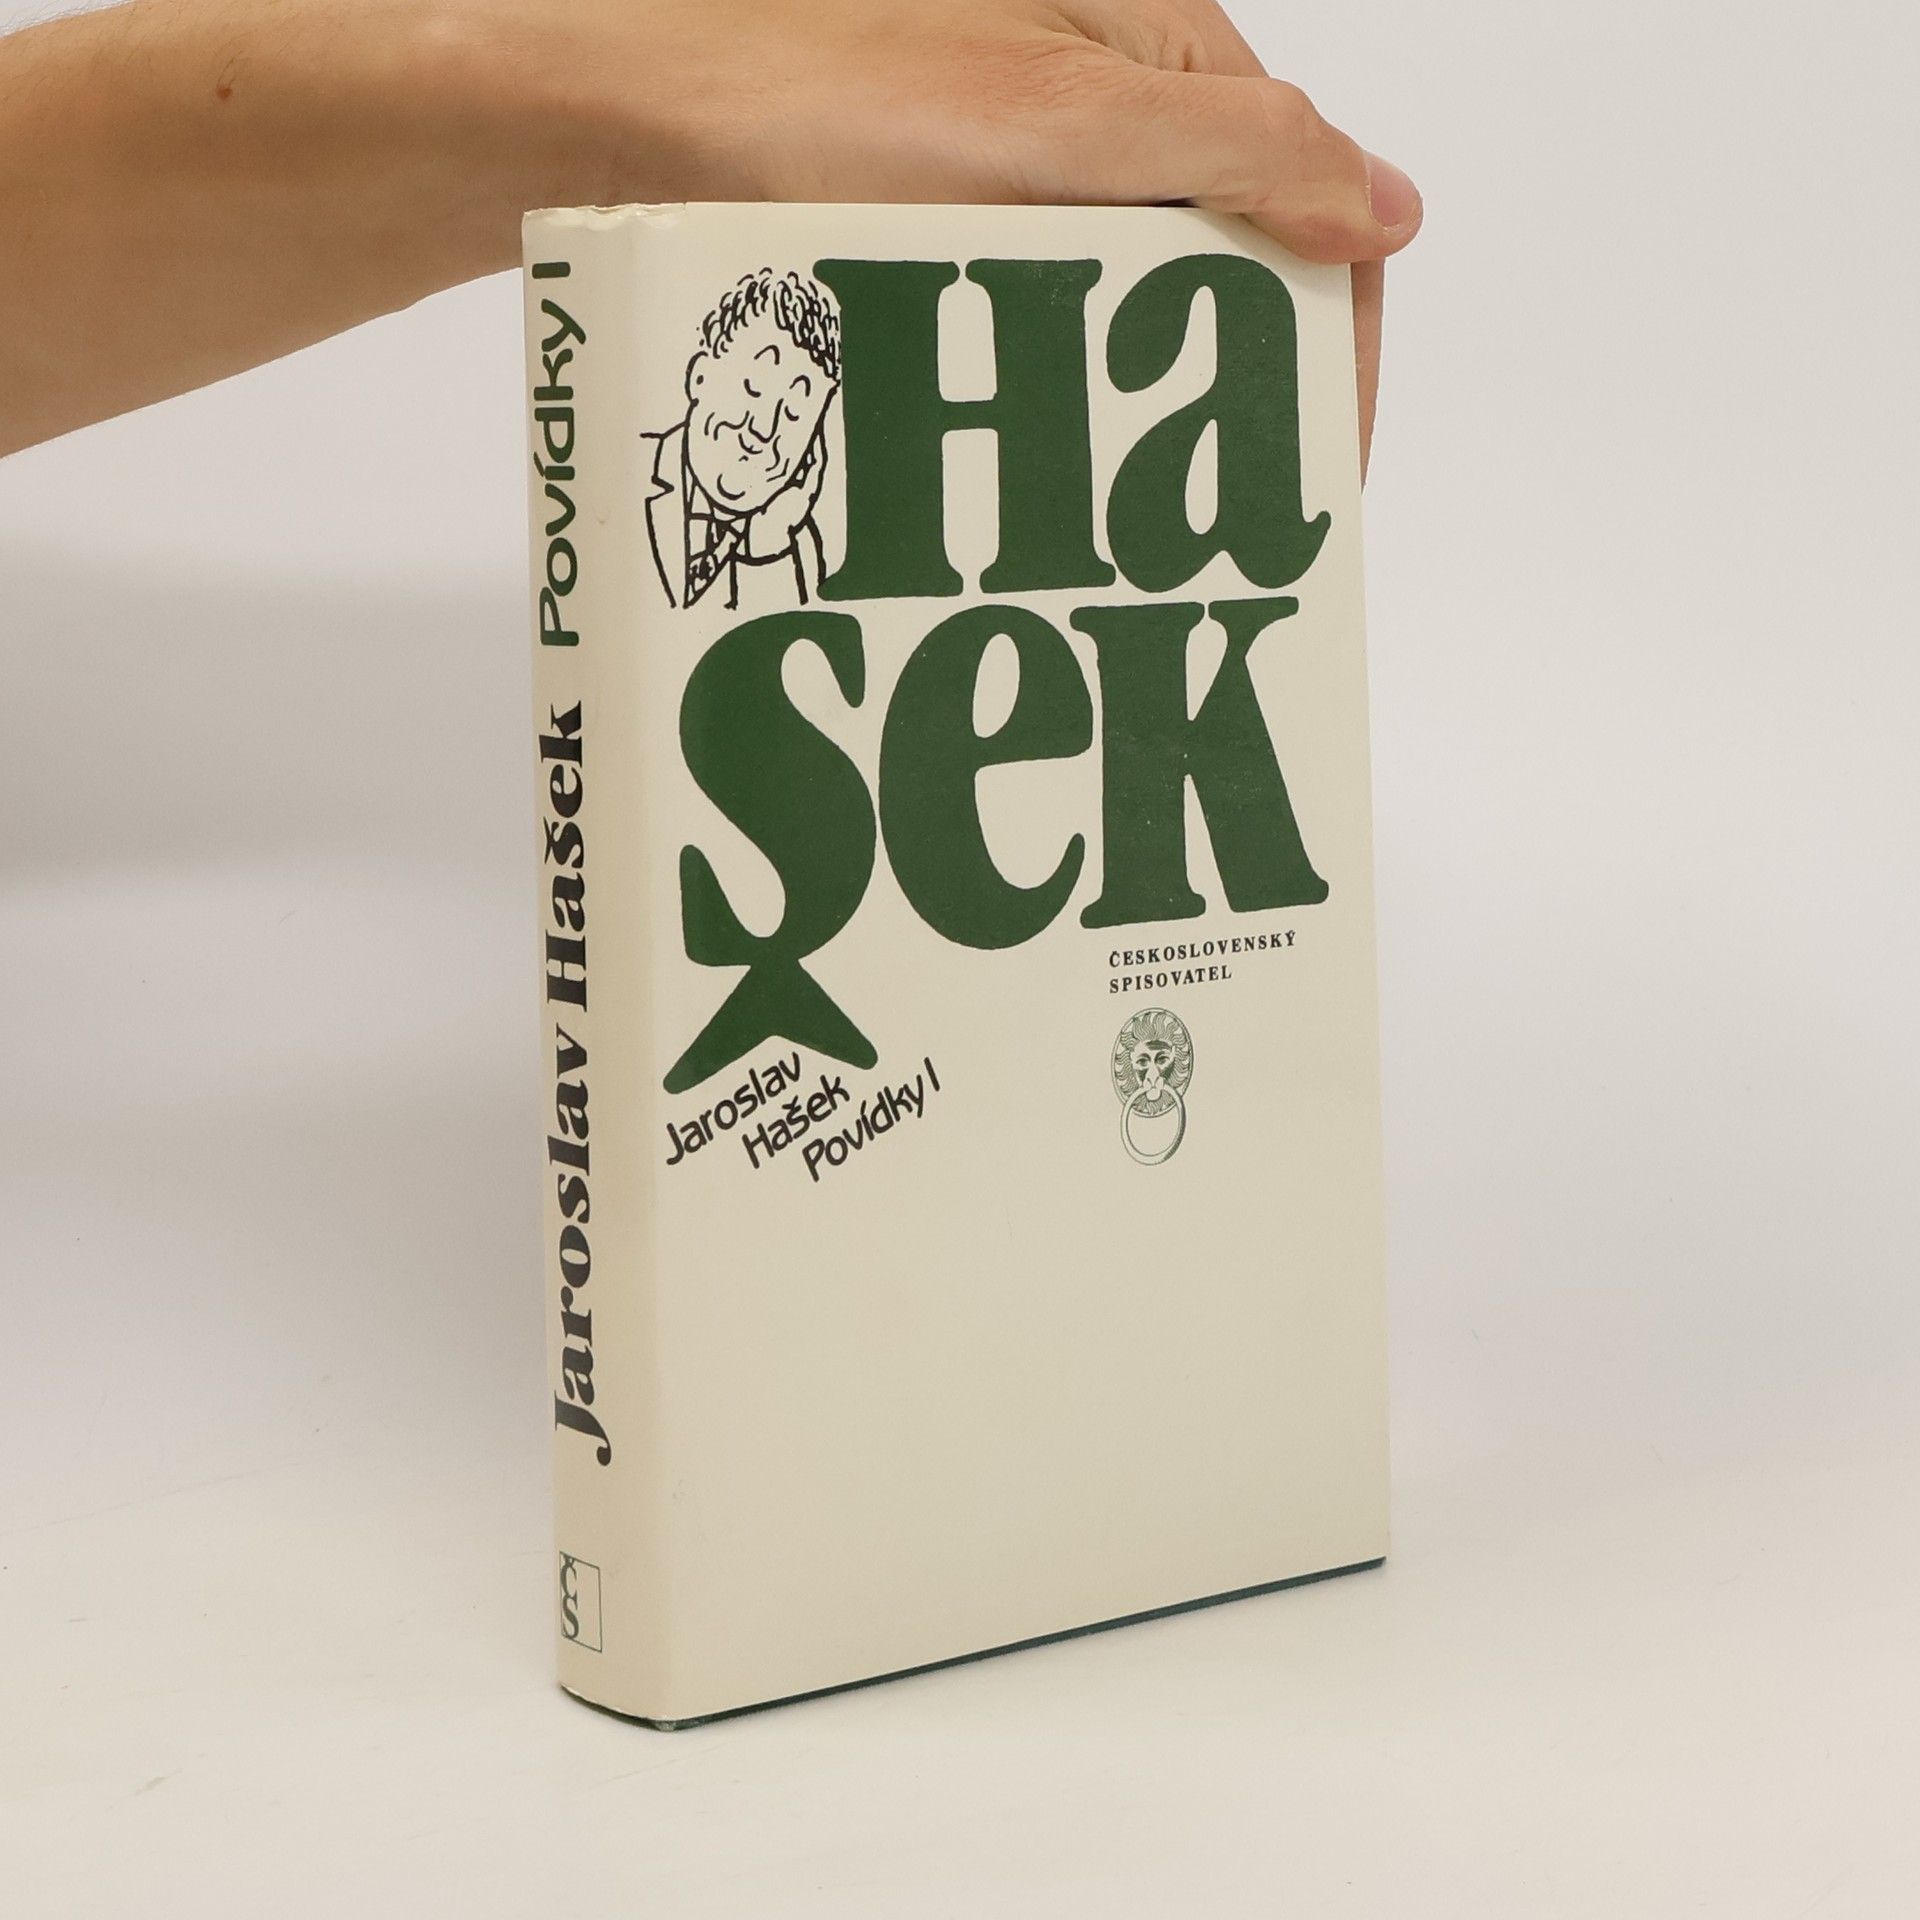 Jaroslav Hašek Povídky I
ČS
Ha
šek
ČESKOSLOVENSKÝ
SPISOVATEL
Jaroslav
Hašek
Povídky I